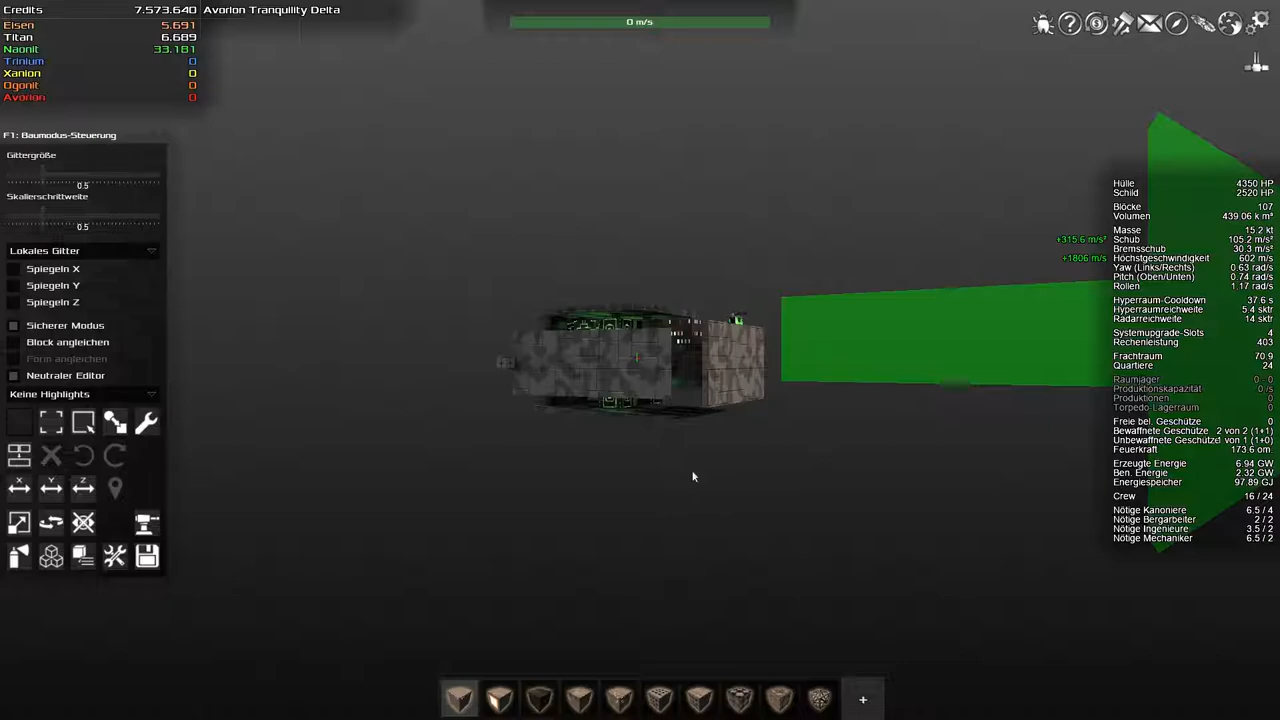 Credits 7.573.640 Avorion Tranquility Delta
Eisen 5.691
Titan 6.689
Naonit 33.181
Trinium 0
Xanion 0
Ogonit 0
Avorion 0
0 m/s
F1: Baumodus-Steuerung
Gittergröße
0.5
Skalierschrittweite
0.5
Lokales Gitter
Spiegeln X
Spiegeln Y
Spiegeln Z
Sicherer Modus
Block angleichen
Form angleichen
Neutraler Editor
Keine Highlights
X Y Z
Hülle 4350 HP
Schild 2520 HP
Blöcke 107
Volumen 439.06 k m³
Masse 15.2 kt
+315.6 m/s² Schub 105.2 m/s²
Bremsschub 30.3 m/s²
+1806 m/s Höchstgeschwindigkeit 602 m/s
Yaw (Links/Rechts) 0.63 rad/s
Pitch (Oben/Unten) 0.74 rad/s
Rollen 1.17 rad/s
Hyperraum-Cooldown 37.6 s
Hyperraumreichweite 5.4 sktr
Radarreichweite 14 sktr
Systemupgrade-Slots 4
Rechenleistung 403
Frachtraum 70.9
Quartiere 24
Raumjäger 0 - 0
Produktionskapazität 0 /s
Produktionen 0
Torpedo-Lagerraum 0
Freie bel. Geschütze 0
Bewaffnete Geschütze 2 von 2 (1+1)
Unbewaffnete Geschütze 1 von 1 (1+0)
Feuerkraft 173.6 om
Erzeugte Energie 6.94 GW
Ben. Energie 2.32 GW
Energiespeicher 97.89 GJ
Crew 16 / 24
Nötige Kanoniere 6.5 / 4
Nötige Bergarbeiter 2 / 2
Nötige Ingenieure 3.5 / 2
Nötige Mechaniker 6.5 / 2
+